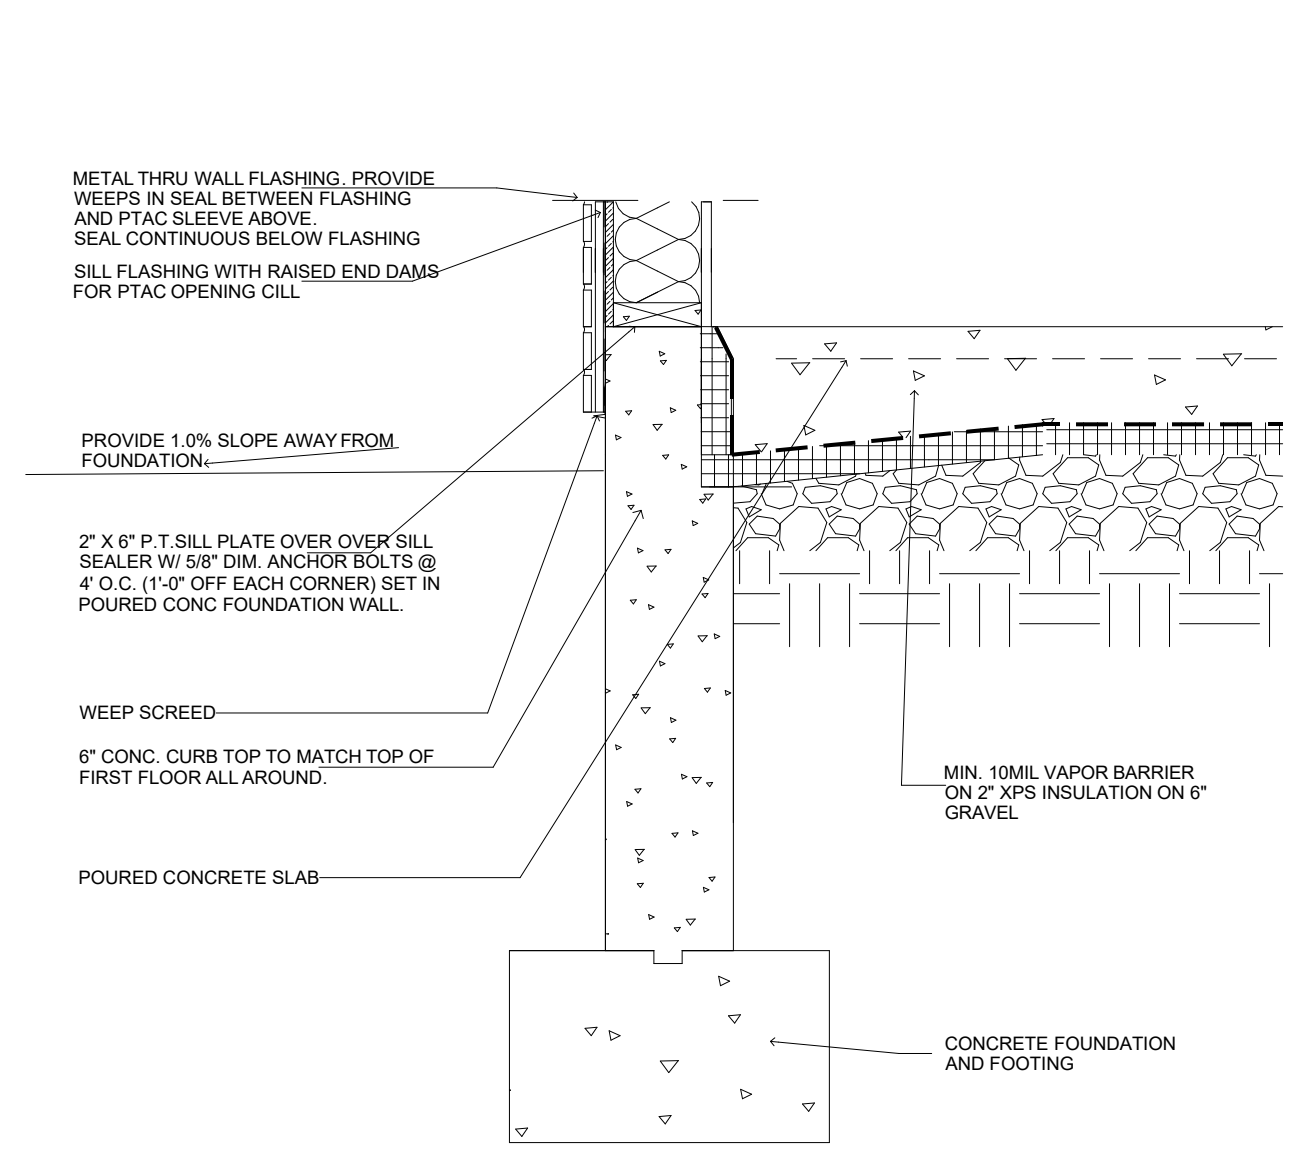 METAL THRU WALL FLASHING. PROVIDE
WEEPS IN SEAL BETWEEN FLASHING
AND PTAC SLEEVE ABOVE.
SEAL CONTINUOUS BELOW FLASHING
SILL FLASHING WITH RAISED END DAMS
FOR PTAC OPENING CILL
PROVIDE 1.0% SLOPE AWAY FROM
FOUNDATION
2" X 6" P.T.SILL PLATE OVER OVER SILL
SEALER W/ 5/8" DIM. ANCHOR BOLTS @
4' O.C. (1'-0" OFF EACH CORNER) SET IN
POURED CONC FOUNDATION WALL.
WEEP SCREED
6" CONC. CURB TOP TO MATCH TOP OF
FIRST FLOOR ALL AROUND.
MIN. 10MIL VAPOR BARRIER
ON 2" XPS INSULATION ON 6"
GRAVEL
POURED CONCRETE SLAB
CONCRETE FOUNDATION
AND FOOTING